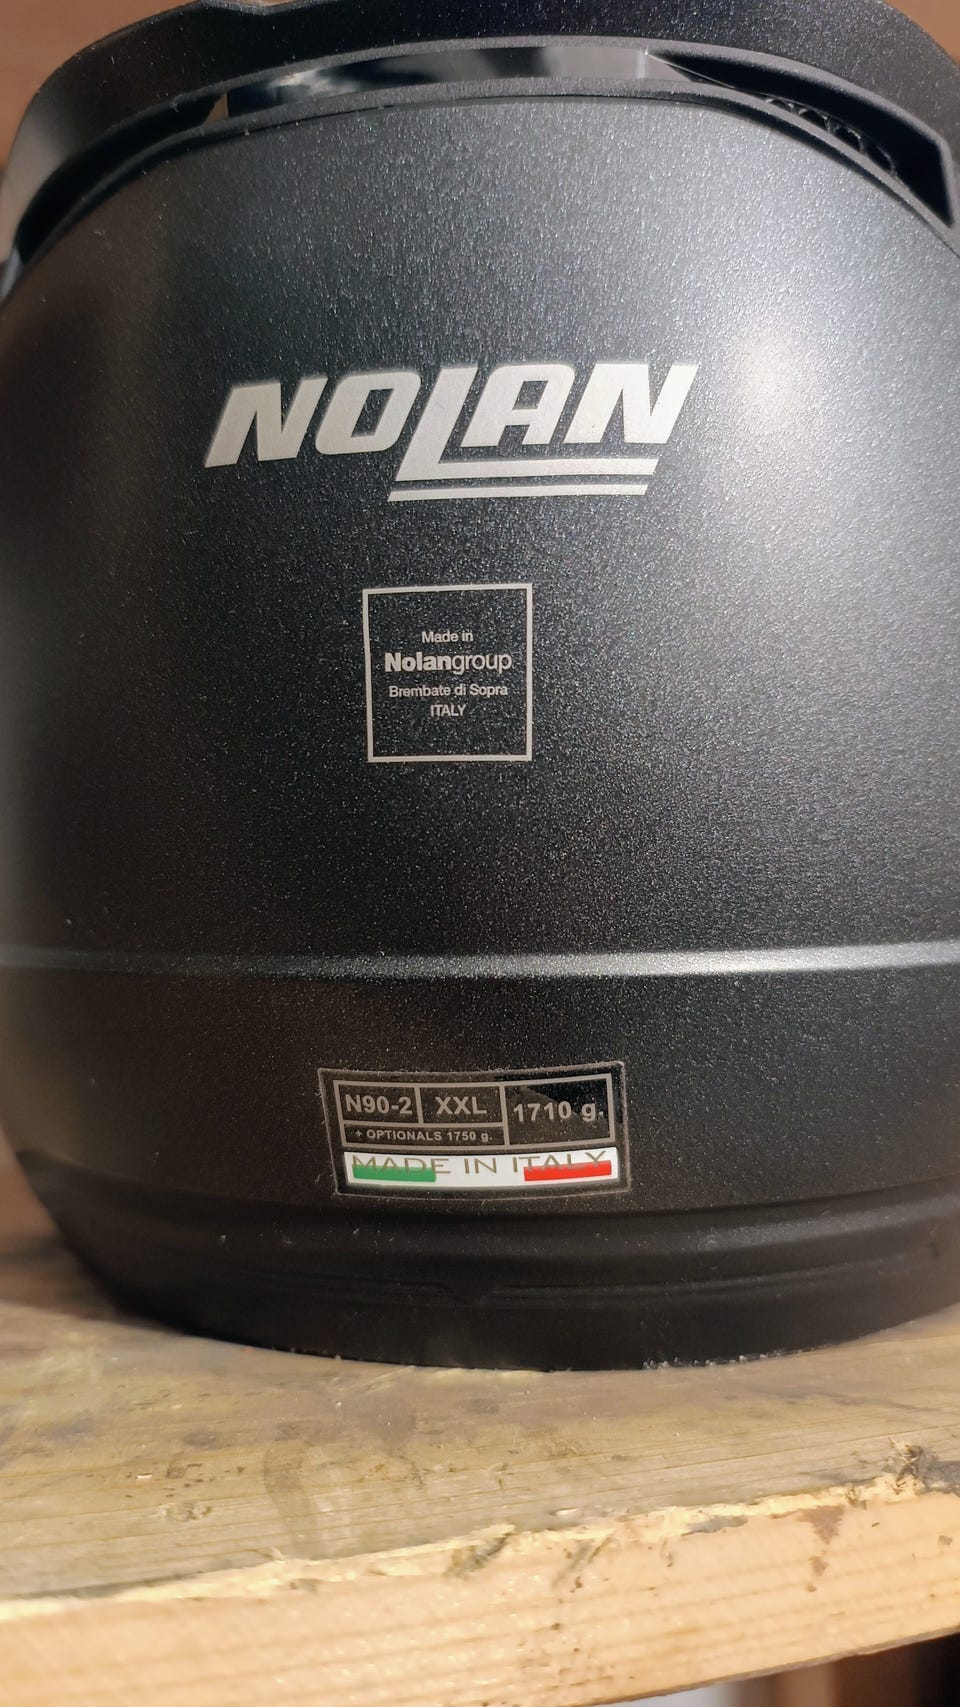 NOLAN
Made in
Nolangroup
Brembate di Sopra
ITALY
N90-2 XXL 1710 g.
+ OPTIONALS 1750 g.
MADE IN ITALY